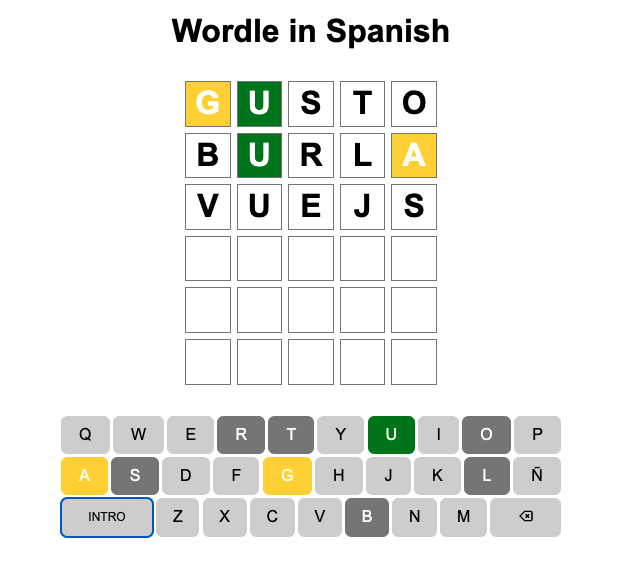 Wordle in Spanish
G U S T O
B U R L A
V U E J S
Q W E R T Y U I O P
A S D F G H J K L Ñ
INTRO Z X C V B N M ⌫